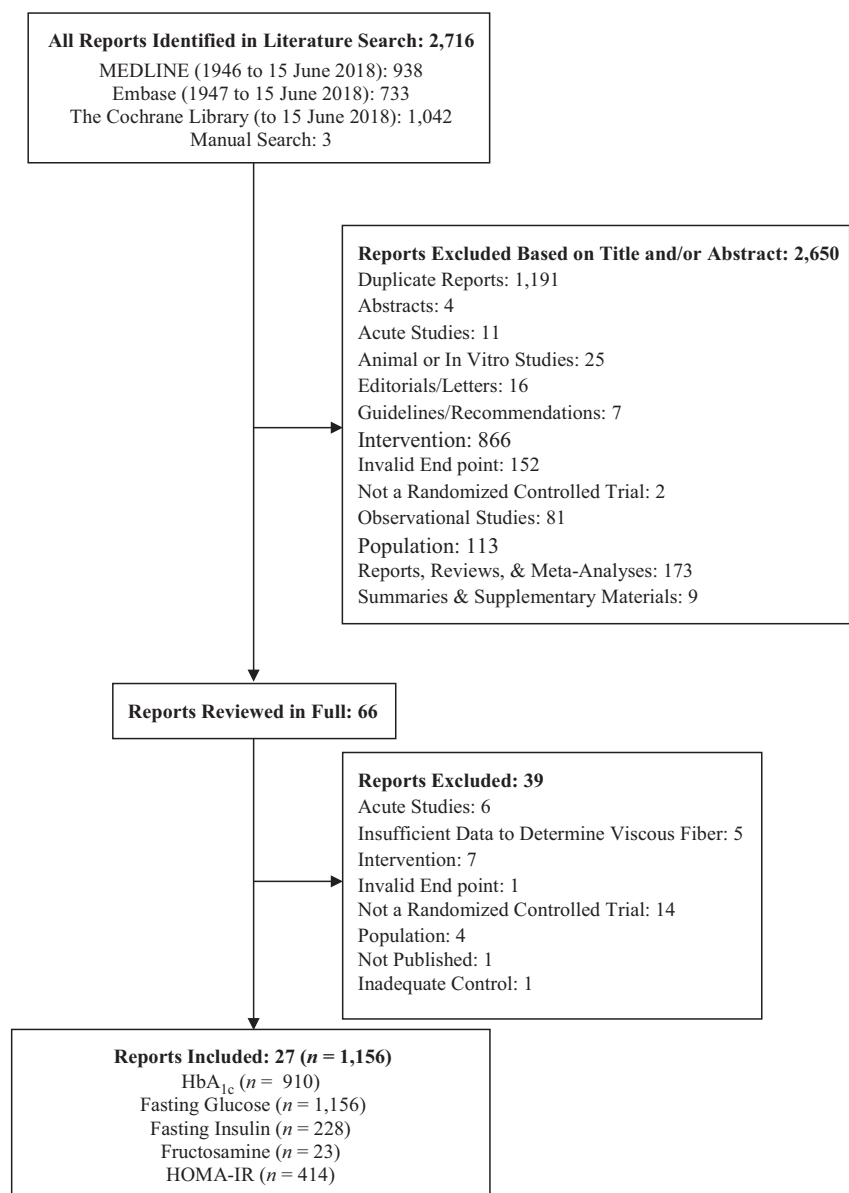 All Reports Identified in Literature Search: 2,716
MEDLINE (1946 to 15 June 2018): 938
Embase (1947 to 15 June 2018): 733
The Cochrane Library (to 15 June 2018): 1,042
Manual Search: 3
Reports Excluded Based on Title and/or Abstract: 2,650
Duplicate Reports: 1,191
Abstracts: 4
Acute Studies: 11
Animal or In Vitro Studies: 25
Editorials/Letters: 16
Guidelines/Recommendations: 7
Intervention: 866
Invalid End point: 152
Not a Randomized Controlled Trial: 2
Observational Studies: 81
Population: 113
Reports, Reviews, & Meta-Analyses: 173
Summaries & Supplementary Materials: 9
Reports Reviewed in Full: 66
Reports Excluded: 39
Acute Studies: 6
Insufficient Data to Determine Viscous Fiber: 5
Intervention: 7
Invalid End point: 1
Not a Randomized Controlled Trial: 14
Population: 4
Not Published: 1
Inadequate Control: 1
Reports Included: 27 (n = 1,156)
HbA1c (n = 910)
Fasting Glucose (n = 1,156)
Fasting Insulin (n = 228)
Fructosamine (n = 23)
HOMA-IR (n = 414)